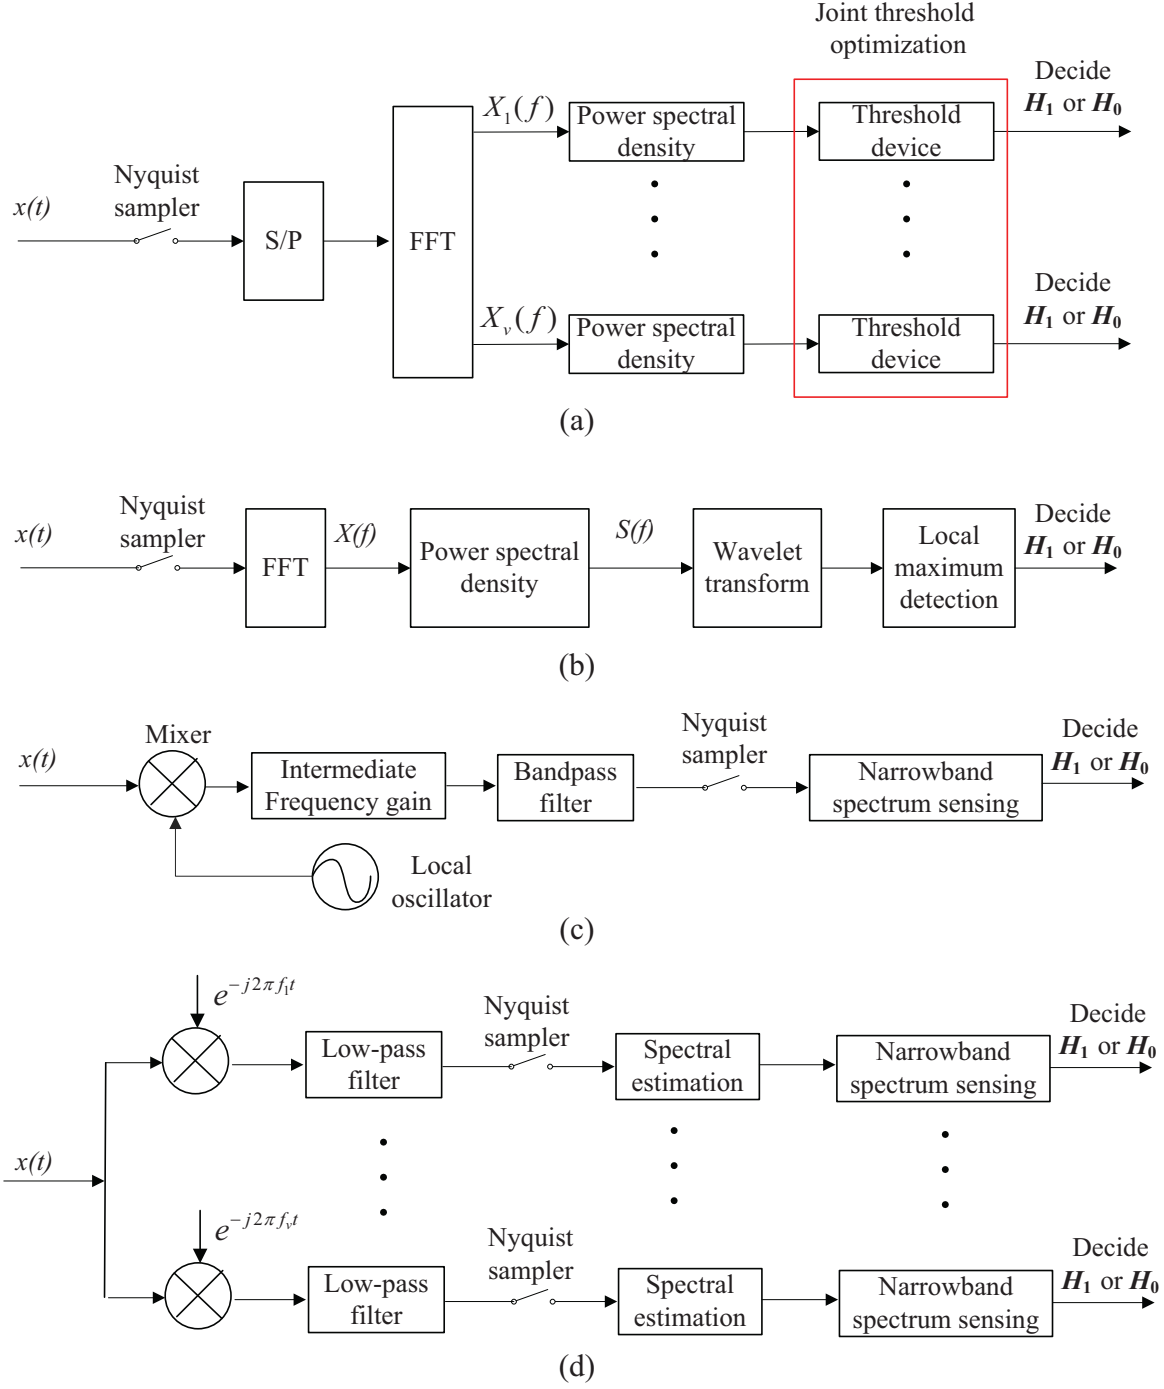 Joint threshold
optimization
Decide
H₁ or H₀
X₁(f)
Power spectral
density
Threshold
device
Nyquist
sampler
x(t)
S/P
FFT
Decide
H₁ or H₀
Xᵥ(f)
Power spectral
density
Threshold
device
(a)
Nyquist
sampler
x(t)
FFT
X(f)
Power spectral
density
S(f)
Wavelet
transform
Local
maximum
detection
Decide
H₁ or H₀
(b)
x(t)
Mixer
Intermediate
Frequency gain
Bandpass
filter
Nyquist
sampler
Narrowband
spectrum sensing
Decide
H₁ or H₀
Local
oscillator
(c)
e^{-j2πf₁t}
Low-pass
filter
Nyquist
sampler
Spectral
estimation
Narrowband
spectrum sensing
Decide
H₁ or H₀
x(t)
e^{-j2πfᵥt}
Low-pass
filter
Nyquist
sampler
Spectral
estimation
Narrowband
spectrum sensing
Decide
H₁ or H₀
(d)